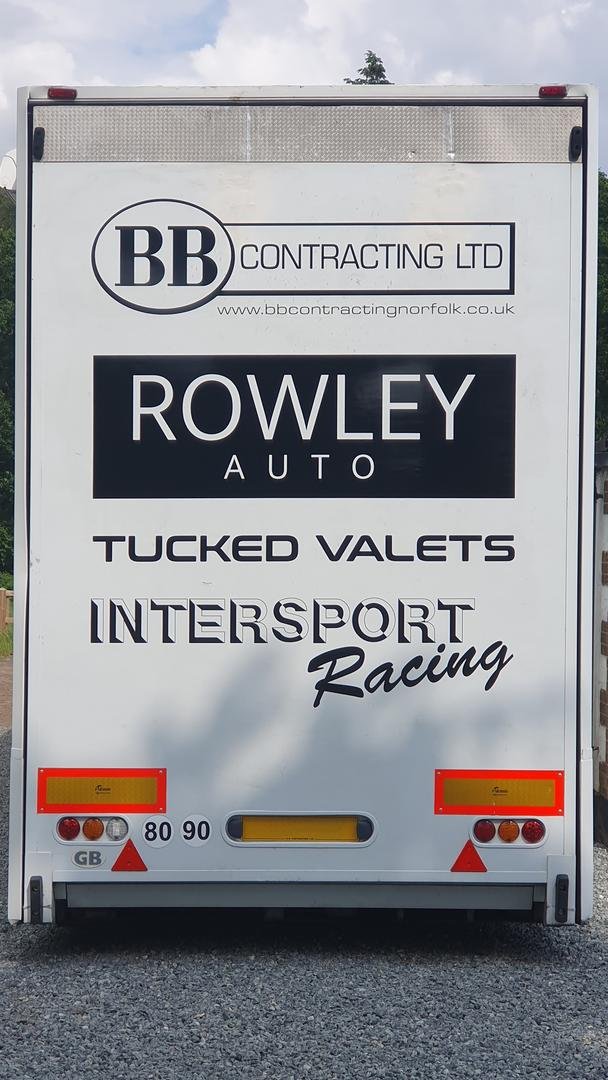 BB CONTRACTING LTD
www.bbcontractingnorfolk.co.uk
ROWLEY
AUTO
TUCKED VALETS
INTERSPORT
Racing
80 90
GB